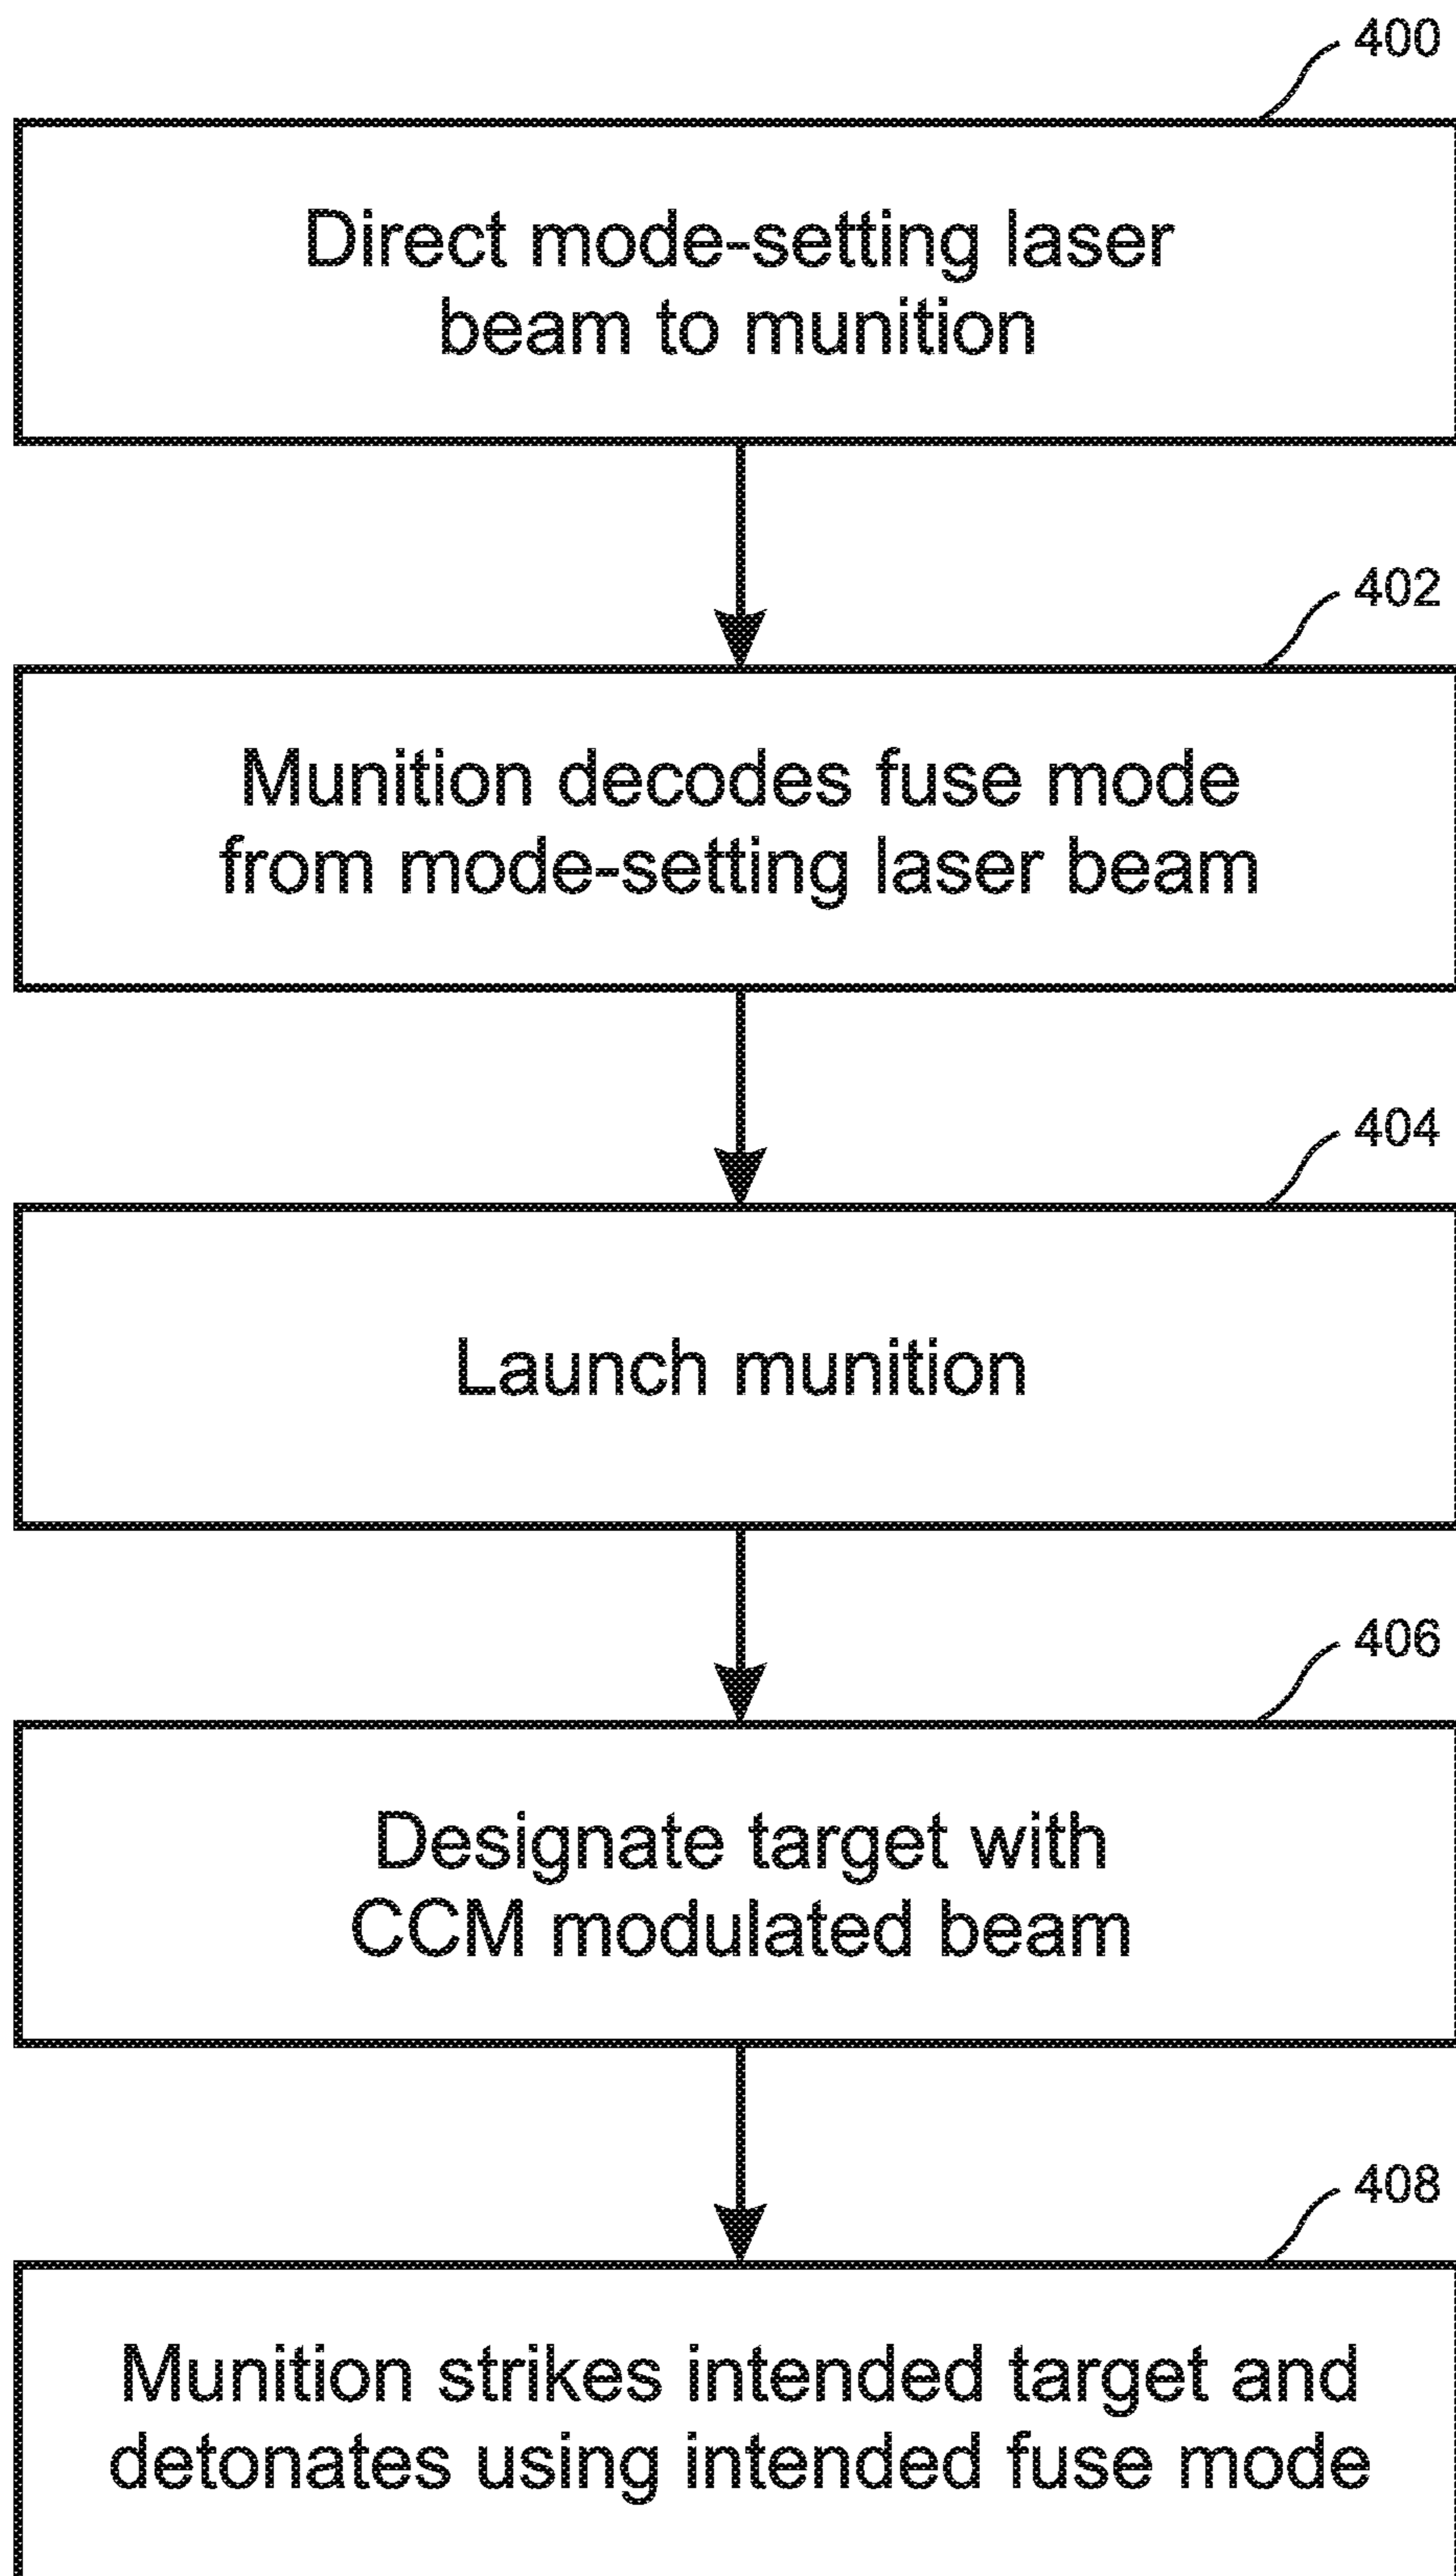 400
Direct mode-setting laser
beam to munition
402
Munition decodes fuse mode
from mode-setting laser beam
404
Launch munition
406
Designate target with
CCM modulated beam
408
Munition strikes intended target and
detonates using intended fuse mode